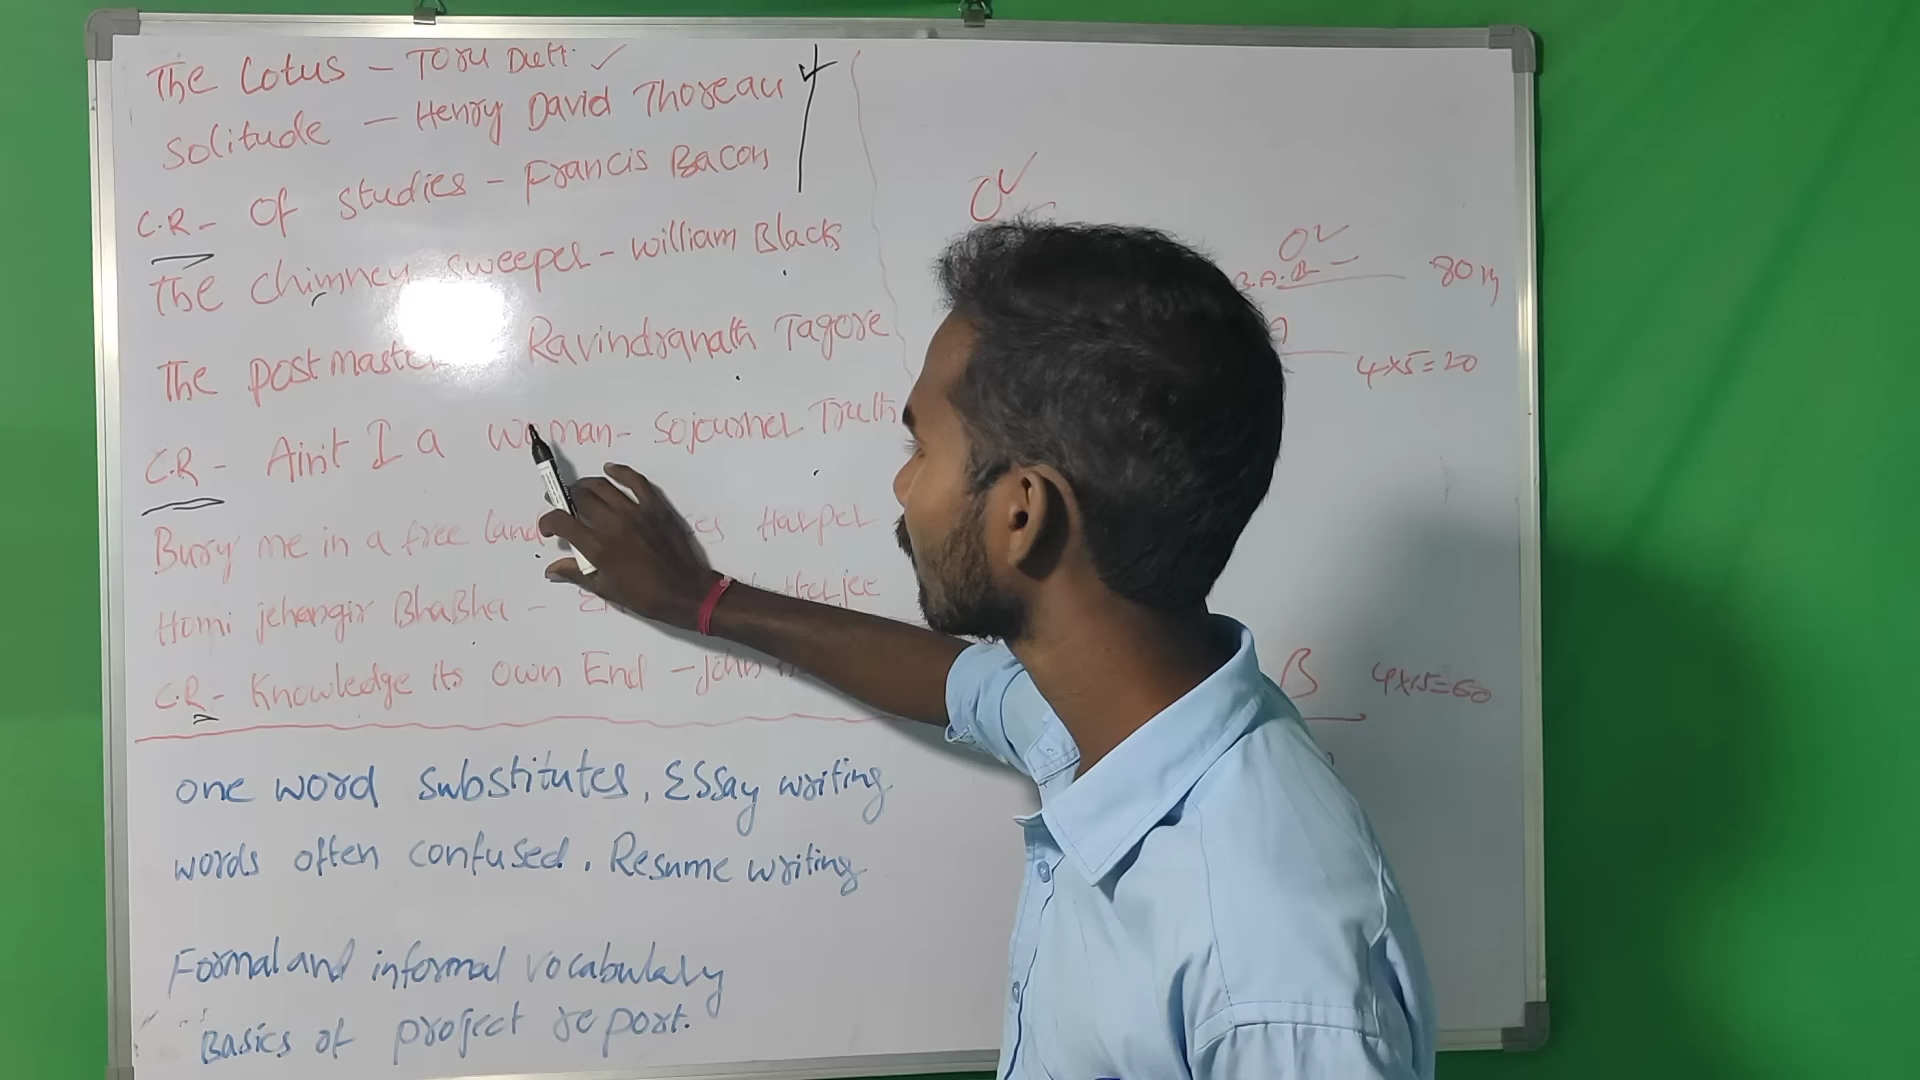 The Lotus - Toru Dutt.
Solitude - Henry David Thoreau
C.R - Of studies - Francis Bacon
The chimney sweeper - William Black
The postmaste Ravindranath Tagore
C.R - Ain't I a woman - Sojourner Truth
Bury me in a free land Harper
Homi jehangir BhaBha -
C.R - Knowledge its own End - John
one word substitutes, Essay writing
words often confused. Resume writing
Formal and informal vocabulary
Basics of project report.
B.A.B 80 m
A
4x5=20
B 4x15=60